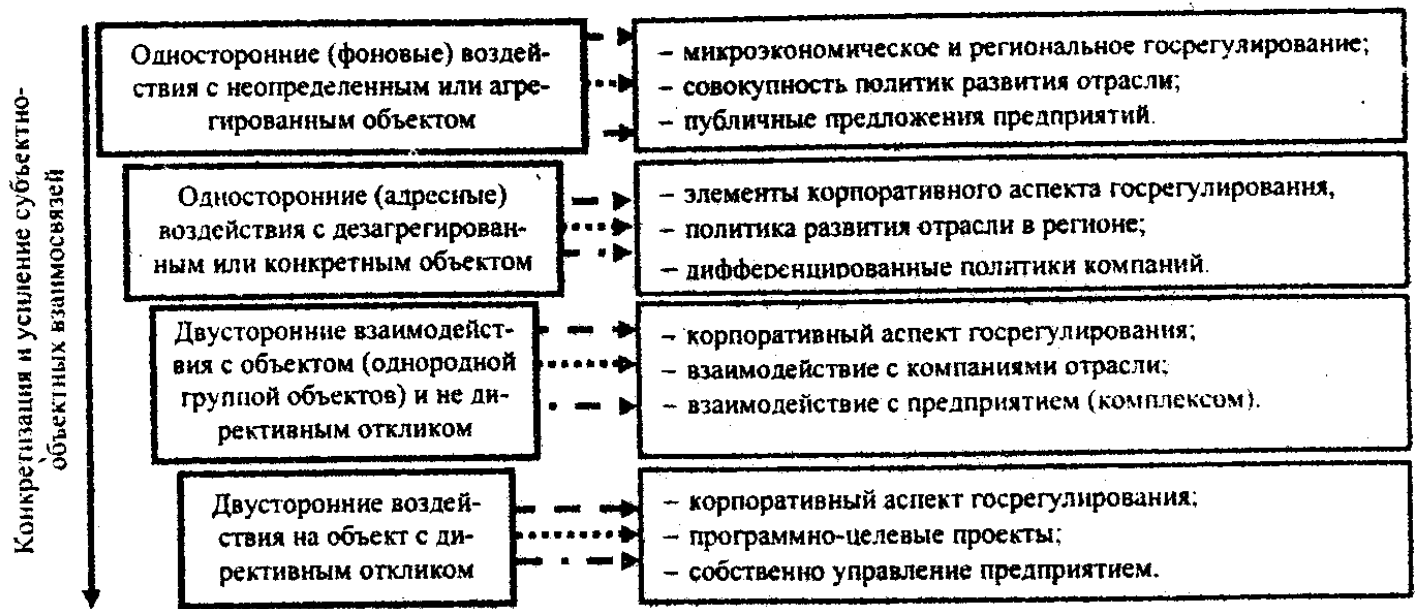 Конкретизация и усиление субъектно-
объектных взаимосвязей
Односторонние (фоновые) воздей-
ствия с неопределенным или агре-
гированным объектом
– микроэкономическое и региональное госрегулирование;
– совокупность политик развития отрасли;
– публичные предложения предприятий.
Односторонние (адресные)
воздействия с дезагрегирован-
ным или конкретным объектом
– элементы корпоративного аспекта госрегулирования,
– политика развития отрасли в регионе;
– дифференцированные политики компаний.
Двусторонние взаимодейст-
вия с объектом (однородной
группой объектов) и не ди-
рективным откликом
– корпоративный аспект госрегулирования;
– взаимодействие с компаниями отрасли;
– взаимодействие с предприятием (комплексом).
Двусторонние воздей-
ствия на объект с ди-
рективным откликом
– корпоративный аспект госрегулирования;
– программно-целевые проекты;
– собственно управление предприятием.